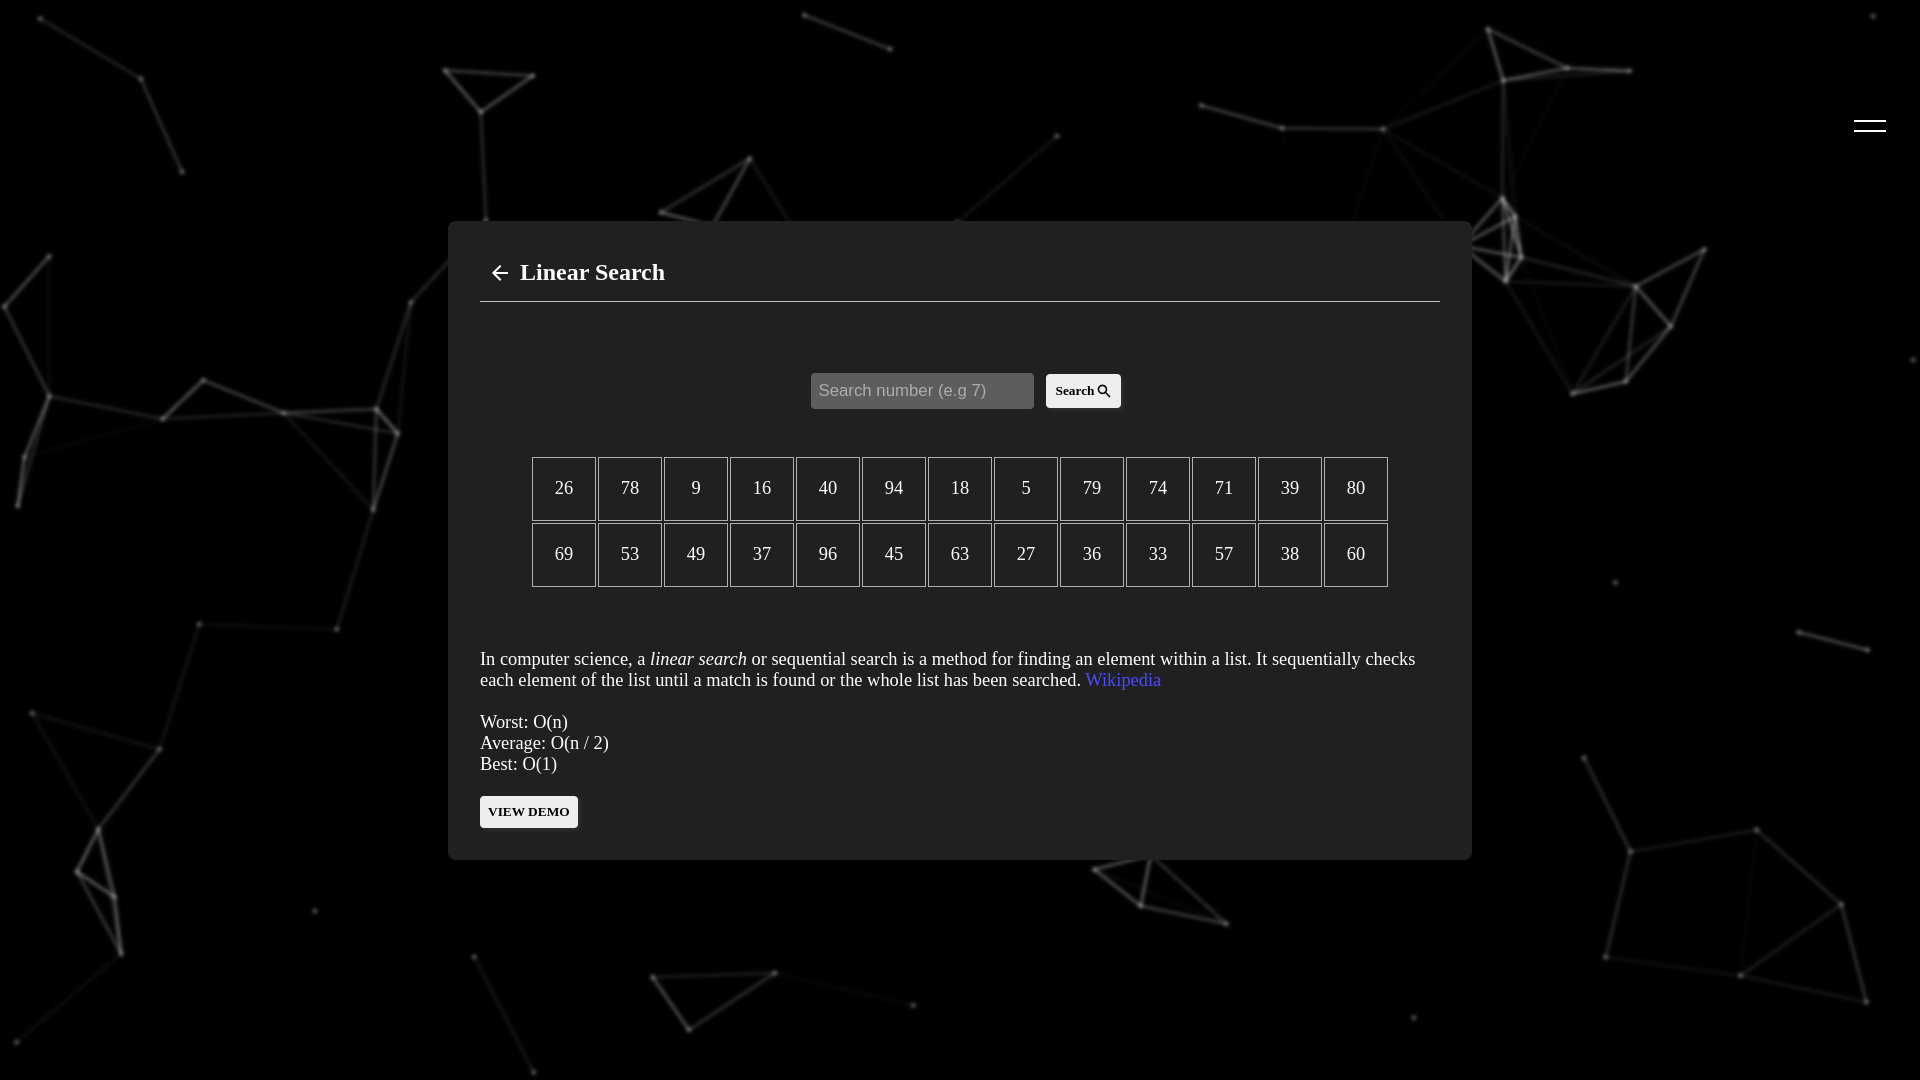 Linear Search
Search number (e.g 7) Search
26 78 9 16 40 94 18 5 79 74 71 39 80
69 53 49 37 96 45 63 27 36 33 57 38 60
In computer science, a linear search or sequential search is a method for finding an element within a list. It sequentially checks
each element of the list until a match is found or the whole list has been searched. Wikipedia
Worst: O(n)
Average: O(n / 2)
Best: O(1)
VIEW DEMO